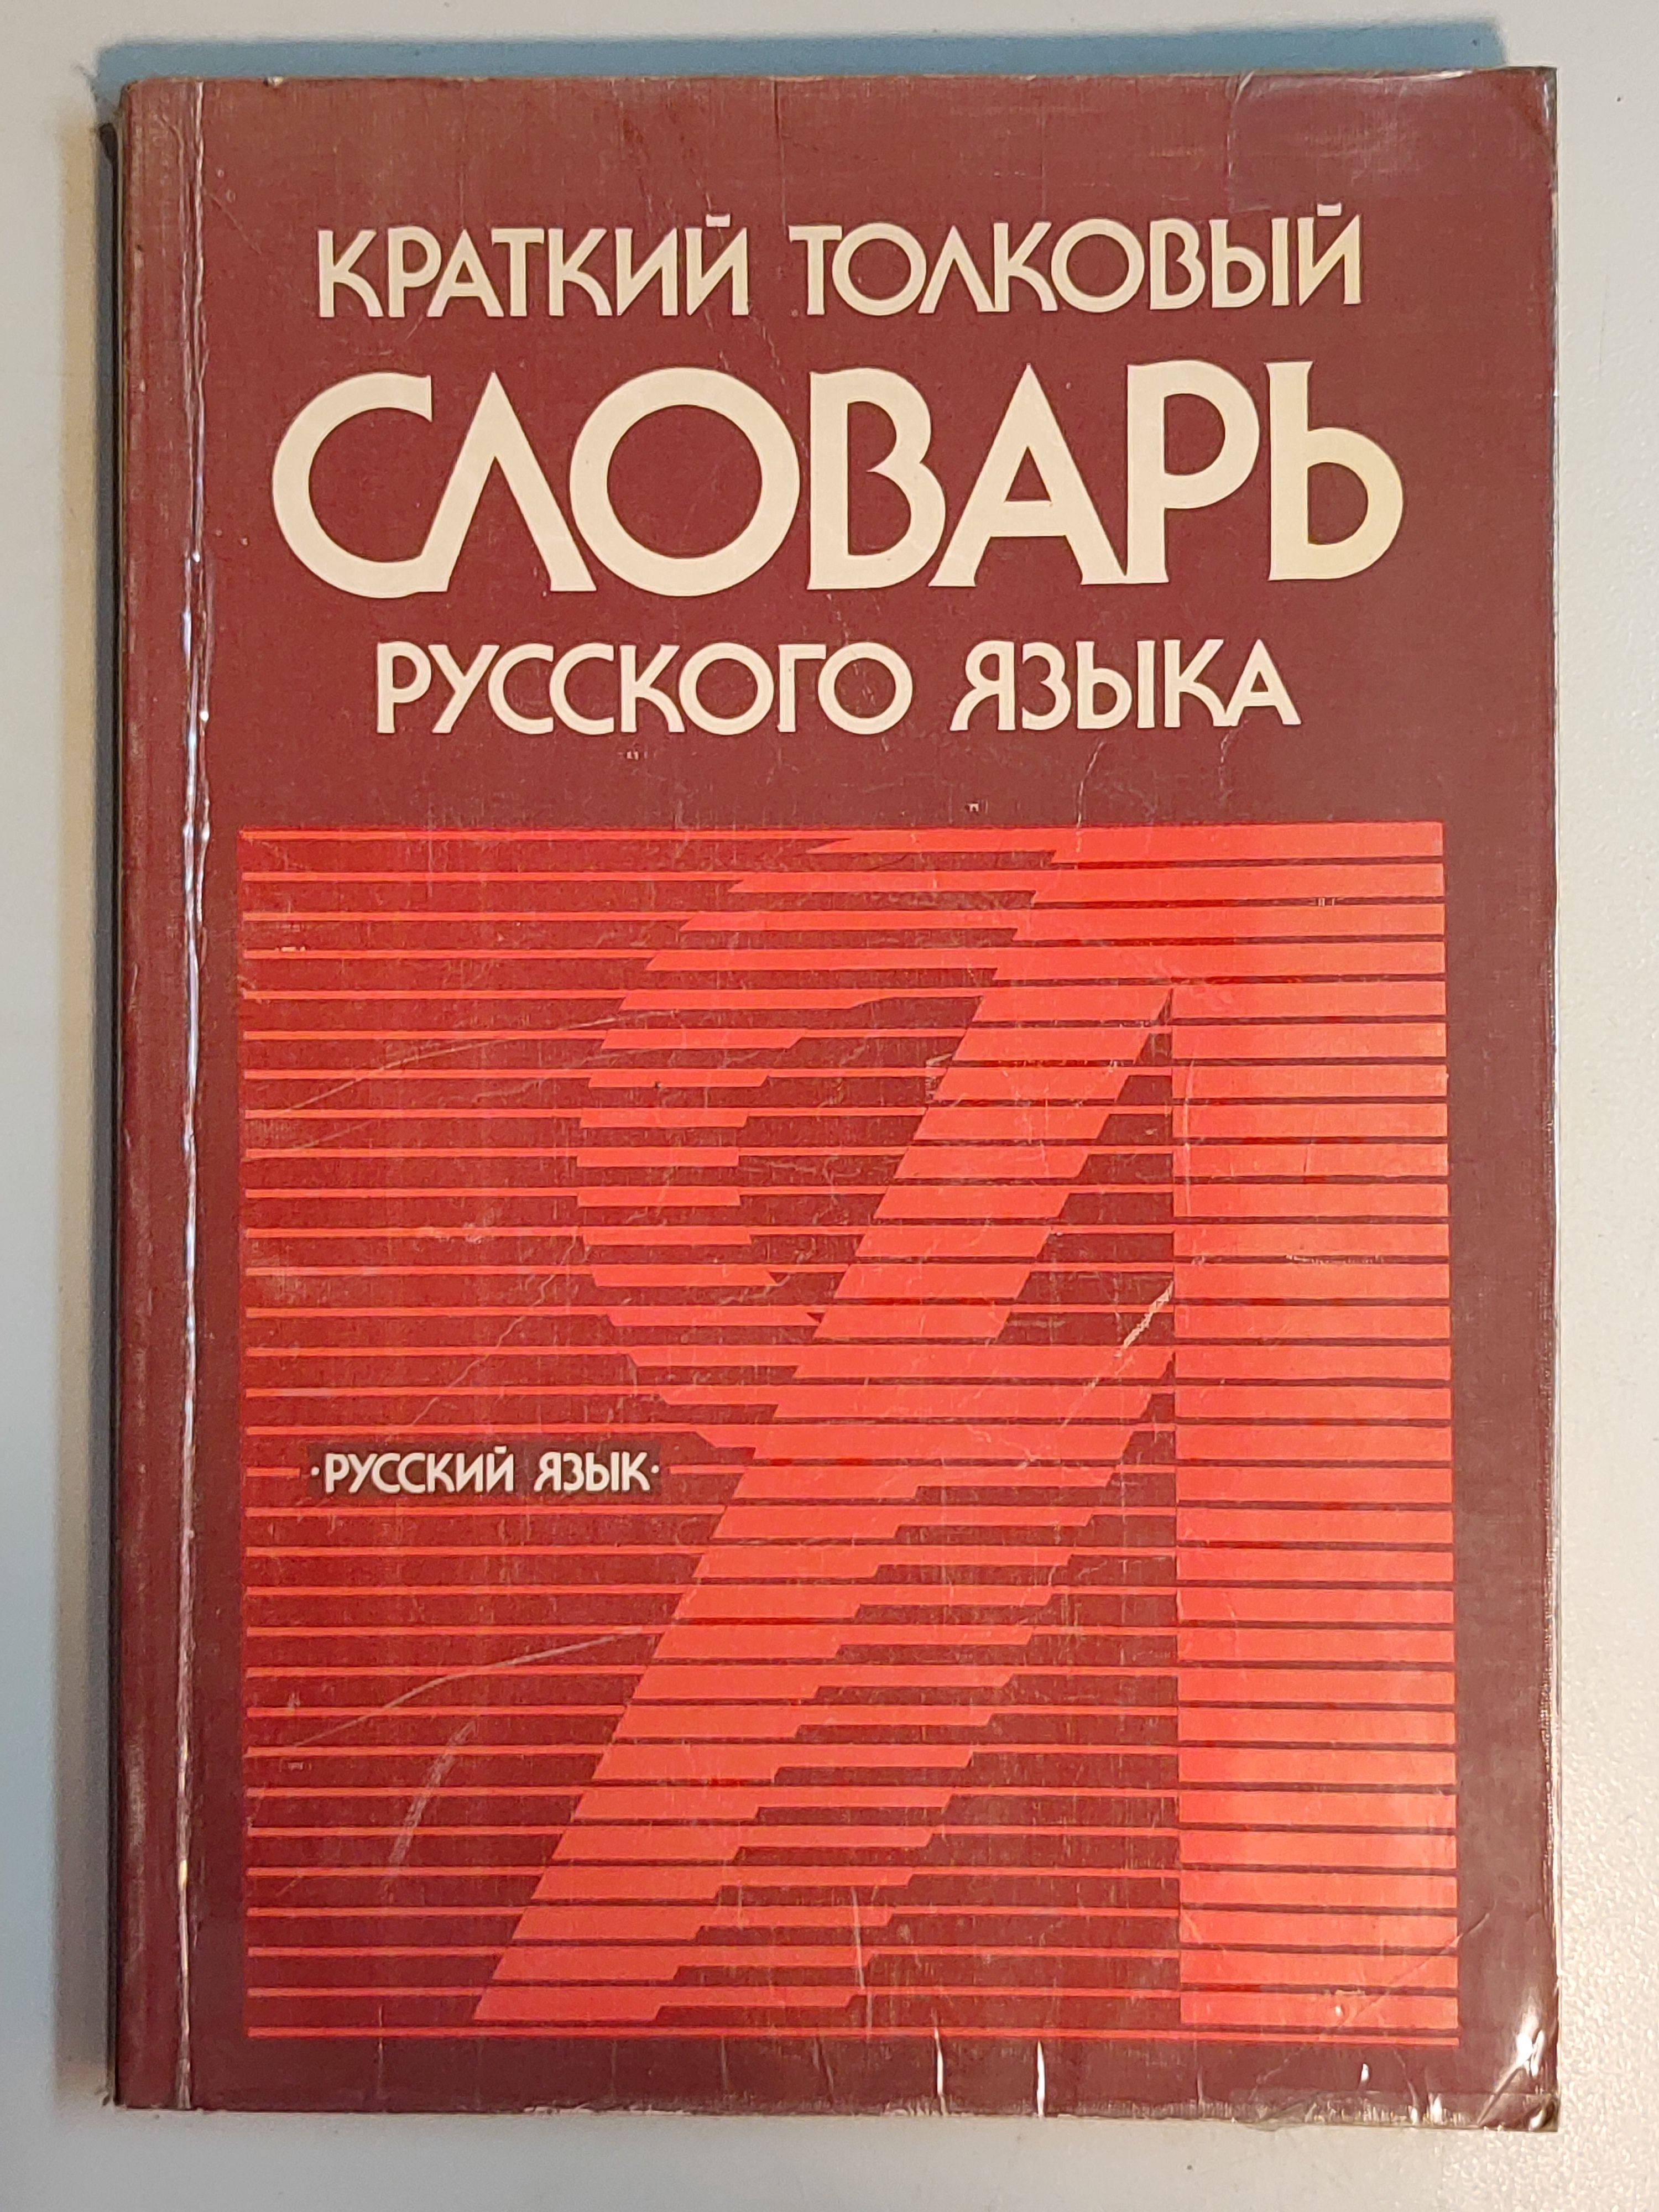 КРАТКИЙ ТОЛКОВЫЙ
СЛОВАРЬ
РУССКОГО ЯЗЫКА
·РУССКИЙ ЯЗЫК·
Я